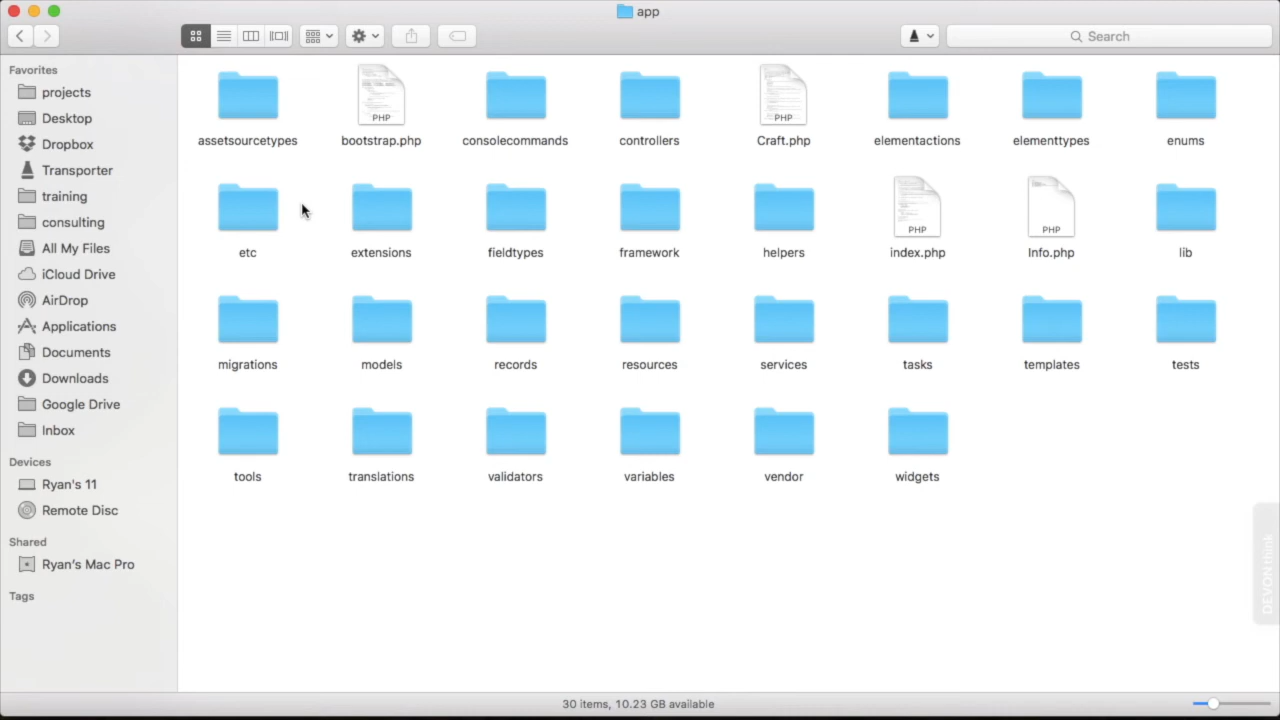 app
Search
Favorites
projects
Desktop
Dropbox
Transporter
training
consulting
All My Files
iCloud Drive
AirDrop
Applications
Documents
Downloads
Google Drive
Inbox
Devices
Ryan's 11
Remote Disc
Shared
Ryan's Mac Pro
Tags
PHP
PHP
assetsourcetypes bootstrap.php consolecommands controllers Craft.php elementactions elementtypes enums
PHP
PHP
etc extensions fieldtypes framework helpers index.php Info.php lib
migrations models records resources services tasks templates tests
tools translations validators variables vendor widgets
DEVONthink
30 items, 10.23 GB available